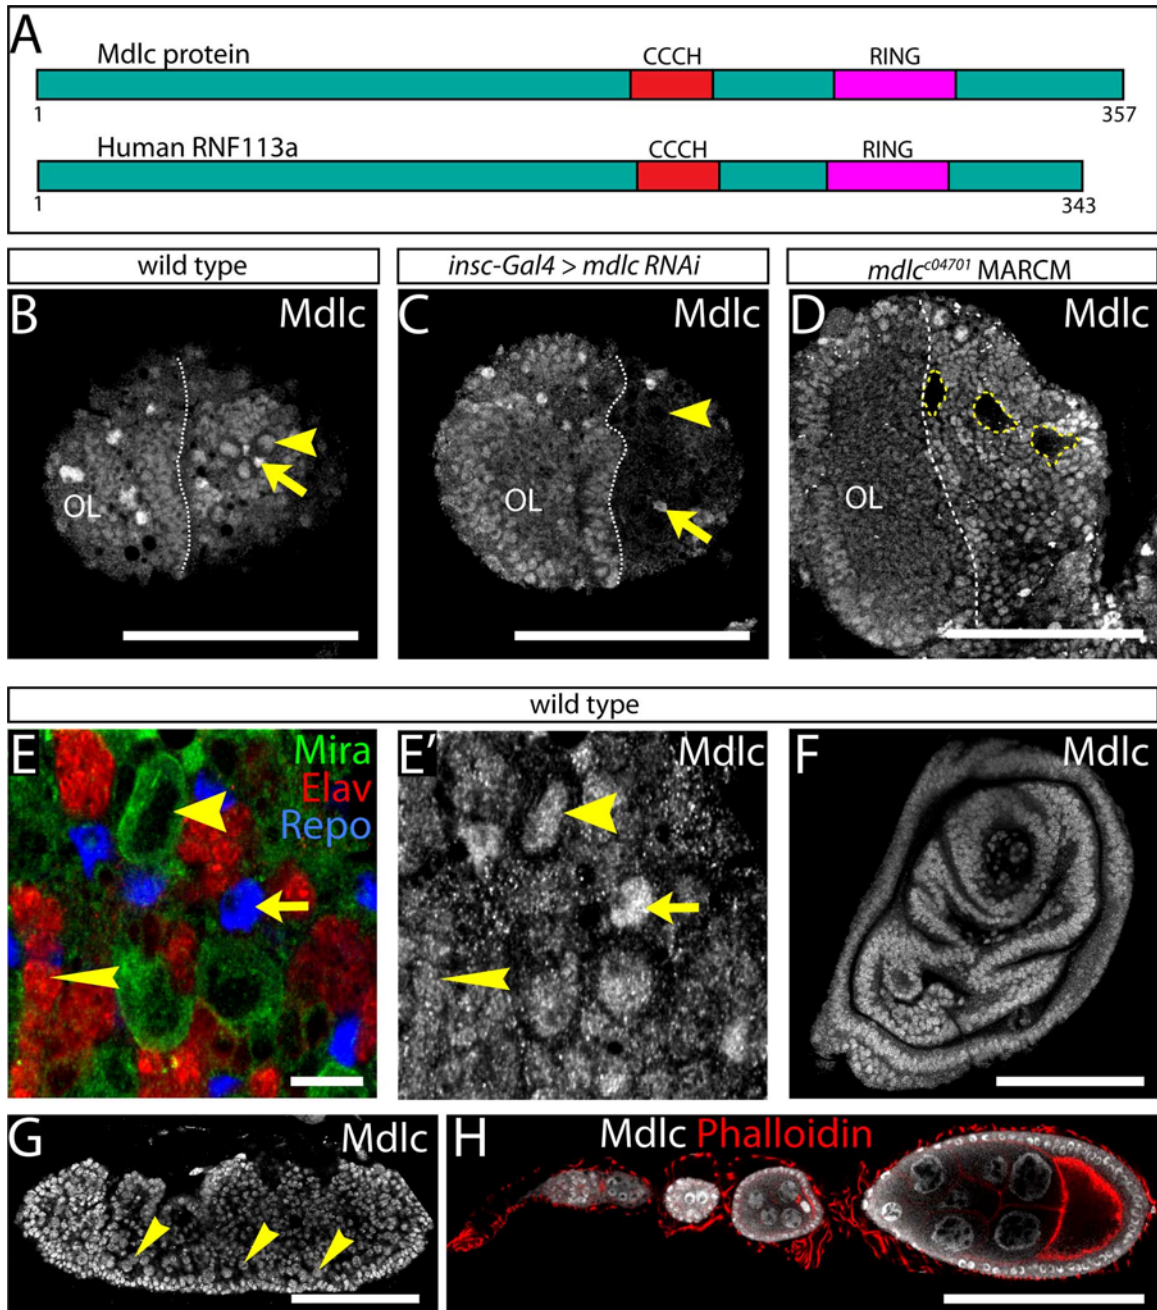 A
Mdlc protein
CCCH
RING
1
357
Human RNF113a
CCCH
RING
1
343
wild type
insc-Gal4 > mdlc RNAi
mdlc^c04701 MARCM
B
Mdlc
OL
C
Mdlc
OL
D
Mdlc
OL
wild type
E
Mira
Elav
Repo
E'
Mdlc
F
Mdlc
G
Mdlc
H
Mdlc Phalloidin